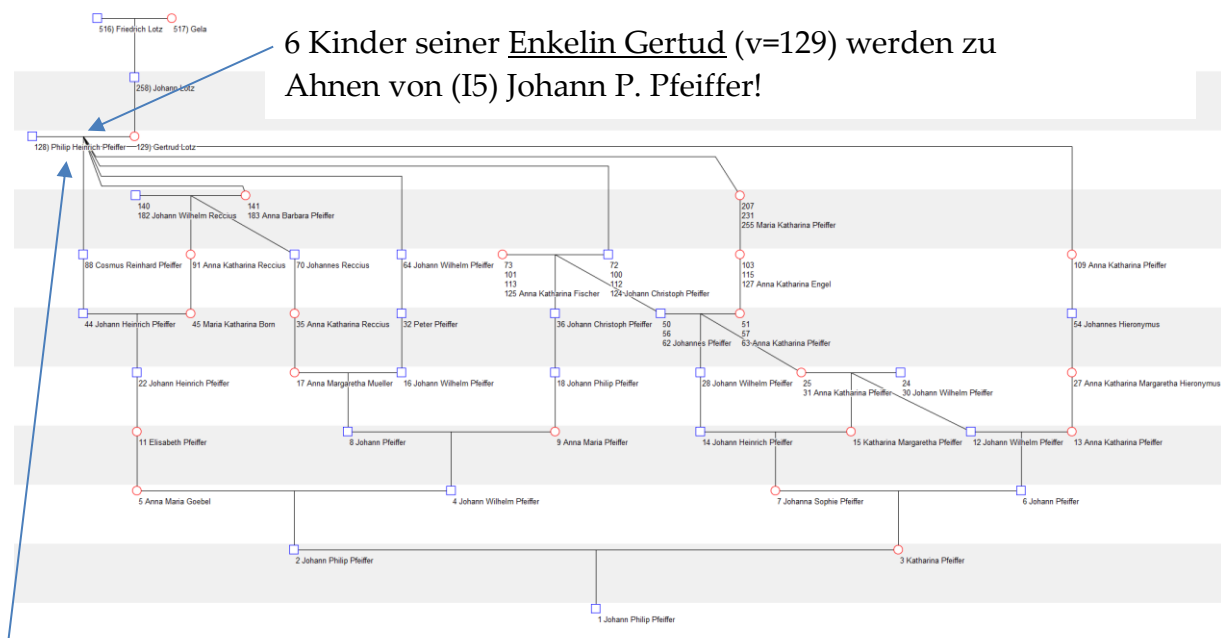 516) Friedrich Lotz 517) Gela
6 Kinder seiner Enkelin Gertud (v=129) werden zu
Ahnen von (I5) Johann P. Pfeiffer!
258) Johann Lotz
128) Philip Heinrich Pfeiffer 129) Gertrud Lotz
140
182 Johann Wilhelm Reccius
141
183 Anna Barbara Pfeiffer
207
231
255 Maria Katharina Pfeiffer
88 Cosmus Reinhard Pfeiffer
91 Anna Katharina Reccius
70 Johannes Reccius
64 Johann Wilhelm Pfeiffer
73
101
113
125 Anna Katharina Fischer
72
100
112
124 Johann Christoph Pfeiffer
103
115
127 Anna Katharina Engel
109 Anna Katharina Pfeiffer
44 Johann Heinrich Pfeiffer
45 Maria Katharina Born
35 Anna Katharina Reccius
32 Peter Pfeiffer
36 Johann Christoph Pfeiffer
50
56
62 Johannes Pfeiffer
51
57
63 Anna Katharina Pfeiffer
54 Johannes Hieronymus
22 Johann Heinrich Pfeiffer
17 Anna Margaretha Mueller
16 Johann Wilhelm Pfeiffer
18 Johann Philip Pfeiffer
28 Johann Wilhelm Pfeiffer
25
31 Anna Katharina Pfeiffer
24
30 Johann Wilhelm Pfeiffer
27 Anna Katharina Margaretha Hieronymus
11 Elisabeth Pfeiffer
8 Johann Pfeiffer
9 Anna Maria Pfeiffer
14 Johann Heinrich Pfeiffer
15 Katharina Margaretha Pfeiffer
12 Johann Wilhelm Pfeiffer
13 Anna Katharina Pfeiffer
5 Anna Maria Goebel
4 Johann Wilhelm Pfeiffer
7 Johanna Sophie Pfeiffer
6 Johann Pfeiffer
2 Johann Philip Pfeiffer
3 Katharina Pfeiffer
1 Johann Philip Pfeiffer